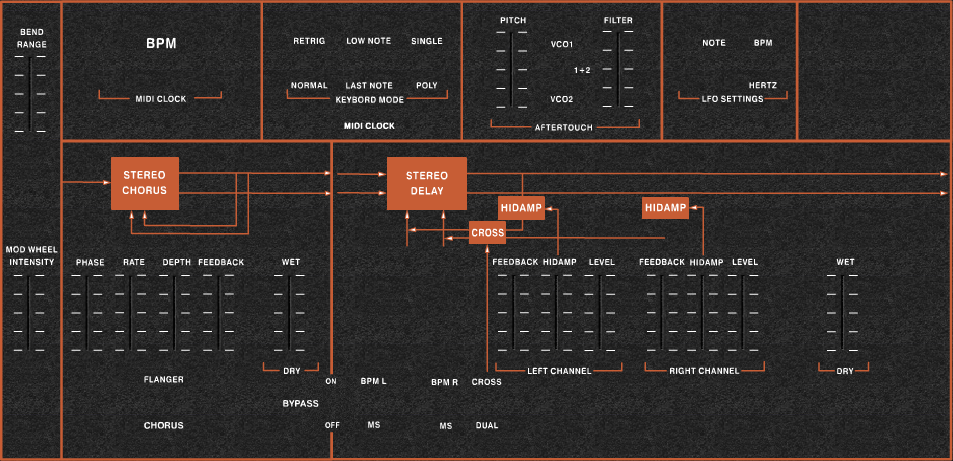 BEND
RANGE
BPM
MIDI CLOCK
RETRIG LOW NOTE SINGLE
NORMAL LAST NOTE POLY
KEYBORD MODE
MIDI CLOCK
PITCH FILTER
VCO1
1+2
VCO2
AFTERTOUCH
NOTE BPM
HERTZ
LFO SETTINGS
STEREO
CHORUS
STEREO
DELAY
HIDAMP
HIDAMP
CROSS
MOD WHEEL
INTENSITY
PHASE RATE DEPTH FEEDBACK WET
FEEDBACK HIDAMP LEVEL
FEEDBACK HIDAMP LEVEL
WET
DRY
LEFT CHANNEL
RIGHT CHANNEL
DRY
FLANGER
ON
BPM L
BPM R
CROSS
BYPASS
CHORUS
OFF
MS
MS
DUAL